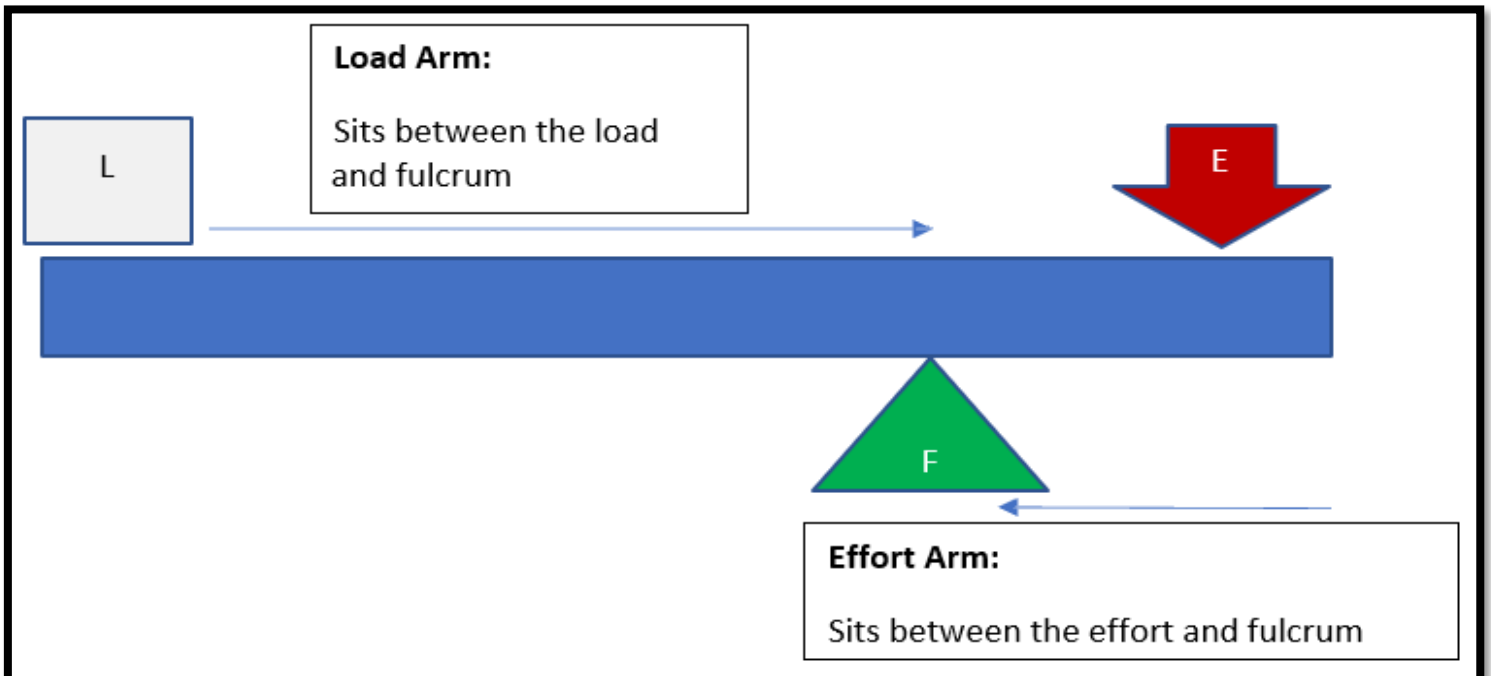 Load Arm:
Sits between the load
and fulcrum
L
E
F
Effort Arm:
Sits between the effort and fulcrum